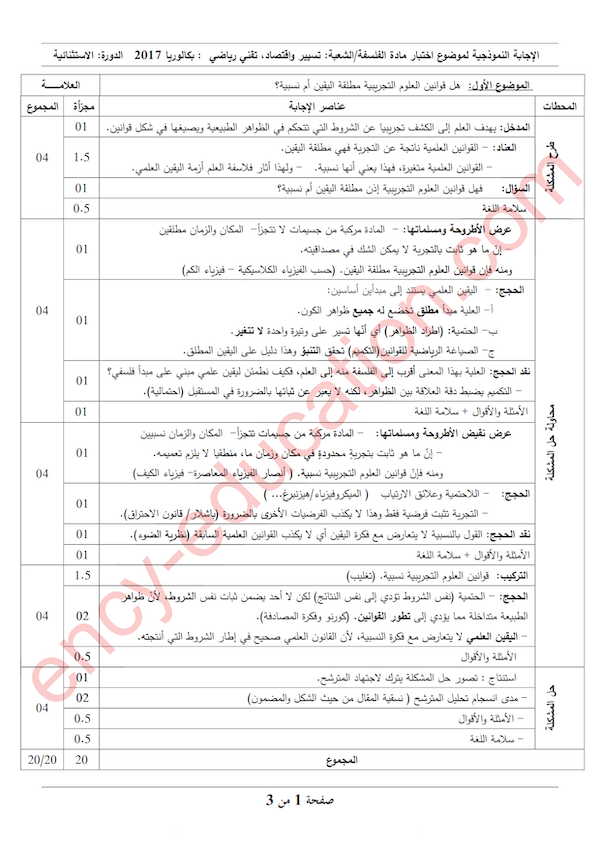 الإجابة النموذجية لموضوع اختبار مادة الفلسفة/الشعبة: تسيير واقتصاد، تقني رياضي : بكالوريا 2017 الدورة: الاستثنائية
العلامــــة
الموضوع الأول: هل قوانين العلوم التجريبية مطلقة اليقين أم نسبية؟
المحطات
عناصر الإجابة
مجزأة
المجموع
طرح المشكلة
المدخل: يهدف العلم إلى الكشف تجريبيا عن الشروط التي تتحكم في الظواهر الطبيعية ويصيغها في شكل قوانين.
01
04
العناد: - القوانين العلمية ناتجة عن التجربة فهي مطلقة اليقين.
- القوانين العلمية متغيرة، فهذا يعني أنها نسبية. - ولهذا أثار فلاسفة العلم أزمة اليقين العلمي.
1.5
السؤال: فهل قوانين العلوم التجريبية إذن مطلقة اليقين أم نسبية؟
01
سلامة اللغة
0.5
محاولة حل المشكلة
عرض الأطروحة ومسلماتها: - المادة مركبة من جسيمات لا تتجزأ- المكان والزمان مطلقين
- إنّ ما هو ثابت بالتجربة لا يمكن الشك في مصداقيته.
ومنه فإن قوانين العلوم التجريبية مطلقة اليقين. (حسب الفيزياء الكلاسيكية - فيزياء الكم)
01
04
الحجج: - اليقين العلمي يستند إلى مبدأين أساسين:
أ- العلية مبدأ مطلق تخضع له جميع ظواهر الكون.
ب- الحتمية: (اطراد الظواهر) أي أنّها تسير على وتيرة واحدة لا تتغير.
ج- الصياغة الرياضية للقوانين(التكميم) تحقق التنبؤ وهذا دليل على اليقين المطلق.
01
نقد الحجج: العلية بهذا المعنى أقرب إلى الفلسفة منه إلى العلم، فكيف نطمئن ليقين علمي مبني على مبدأ فلسفي؟
- التكميم يضبط دقة العلاقة بين الظواهر، لكنه لا يعبر عن ثباتها بالضرورة في المستقبل (احتمالية).
01
الأمثلة والأقوال + سلامة اللغة
01
عرض نقيض الأطروحة ومسلماتها: - المادة مركبة من جسيمات تتجزأ- المكان والزمان نسبيين
- إنّ ما هو ثابت بتجربةٍ محدودةٍ في مكان وزمان ما، منطقيا لا يلزم تعميمه.
ومنه فإنّ قوانين العلوم التجريبية نسبية. ( أنصار الفيزياء المعاصرة- فيزياء الكيف)
01
04
الحجج: - اللاحتمية وعلائق الارتياب ( الميكروفيزياء/هيزنبرغ... )
- التجربة تثبت فرضية فقط وهذا لا يكذب الفرضيات الأخرى بالضرورة (باشلار/ قانون الاحتراق).
01
نقد الحجج: القول بالنسبية لا يتعارض مع فكرة اليقين أي لا يكذب القوانين العلمية السابقة (نظرية الضوء).
01
الأمثلة والأقوال + سلامة اللغة
01
التركيب: قوانين العلوم التجريبية نسبية. (تغليب)
1.5
04
الحجج: - الحتمية (نفس الشروط تؤدي إلى نفس النتائج) لكن لا أحد يضمن ثبات نفس الشروط، لأنّ ظواهر
الطبيعة متداخلة مما يؤدي إلى تطور القوانين. (كورنو وفكرة المصادفة).
- اليقين العلمي لا يتعارض مع فكرة النسبية، لأن القانون العلمي صحيح في إطار الشروط التي أنتجته.
02
الأمثلة والأقوال
0.5
حل المشكلة
استنتاج : تصور حل المشكلة يترك لاجتهاد المترشح.
01
04
- مدى انسجام تحليل المترشح ( نسقية المقال من حيث الشكل والمضمون)
02
- الأمثلة والأقوال
0.5
- سلامة اللغة
0.5
المجموع
20
20/20
صفحة 1 من 3
ency-education.com